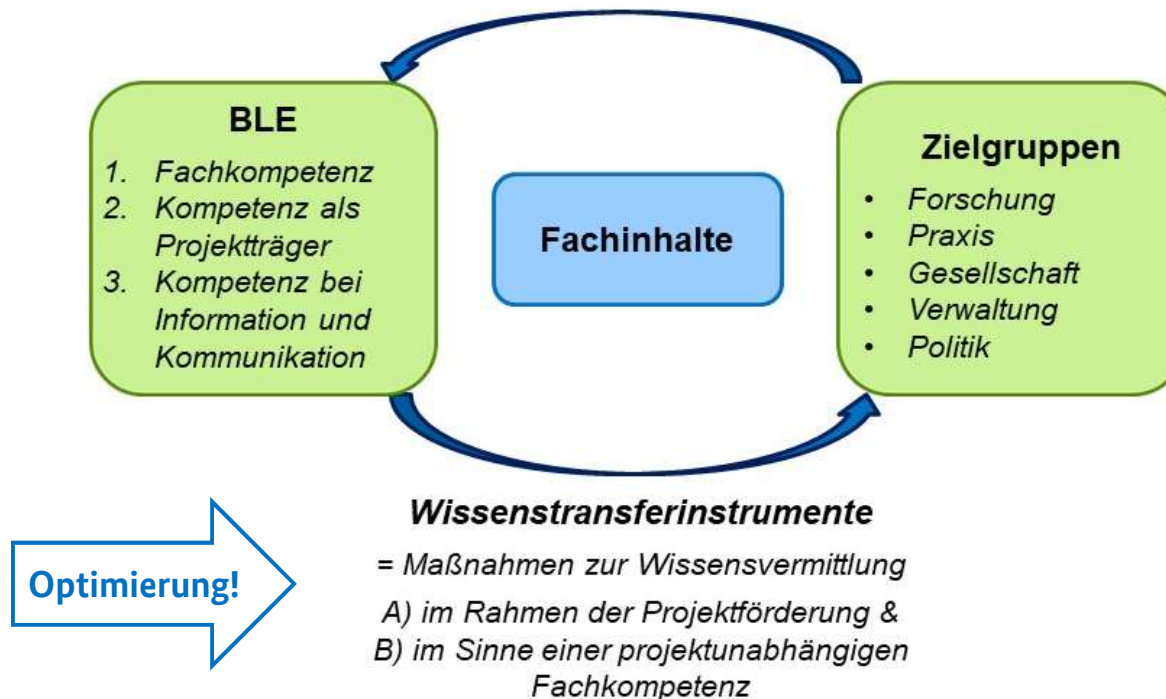 BLE
1. Fachkompetenz
2. Kompetenz als
Projektträger
3. Kompetenz bei
Information und
Kommunikation
Fachinhalte
Zielgruppen
• Forschung
• Praxis
• Gesellschaft
• Verwaltung
• Politik
Optimierung!
Wissenstransferinstrumente
= Maßnahmen zur Wissensvermittlung
A) im Rahmen der Projektförderung &
B) im Sinne einer projektunabhängigen
Fachkompetenz